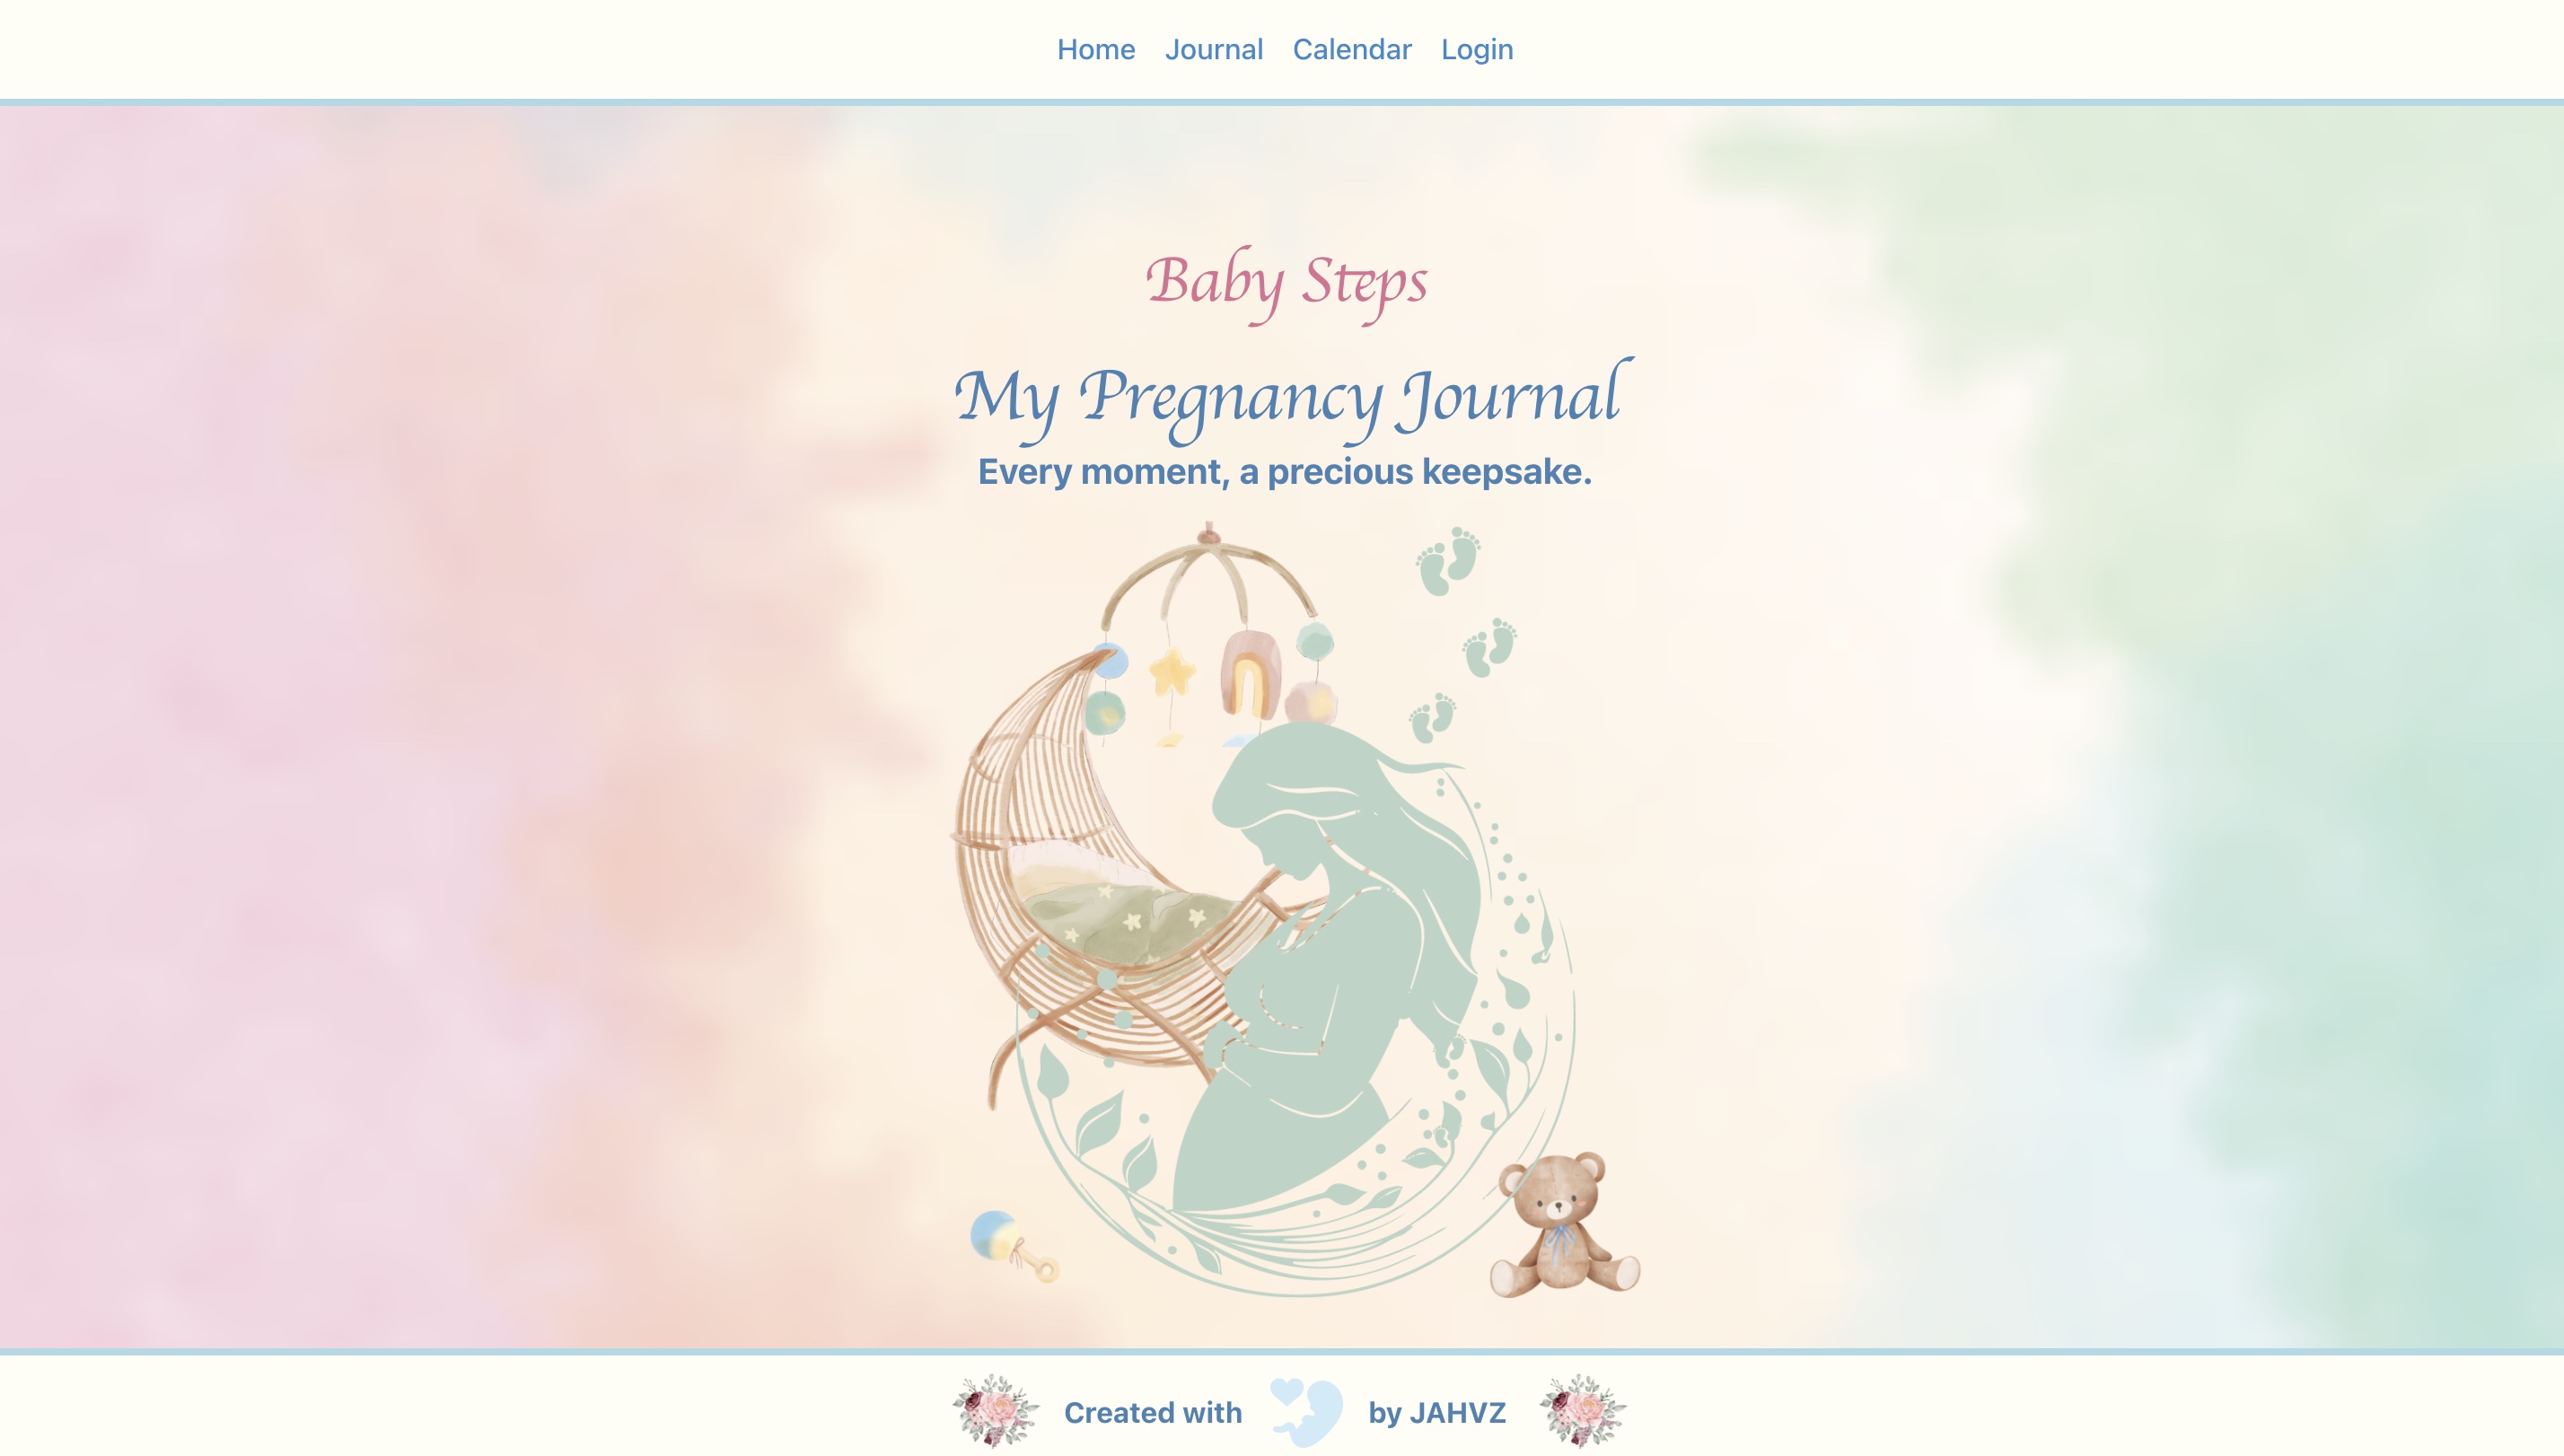 Home Journal Calendar Login
Baby Steps
My Pregnancy Journal
Every moment, a precious keepsake.
Created with by JAHVZ